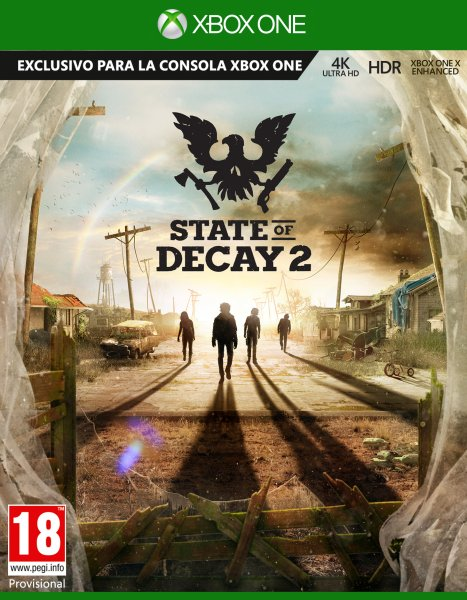 XBOX ONE
EXCLUSIVO PARA LA CONSOLA XBOX ONE
4K
ULTRA HD
HDR
XBOX ONE X
ENHANCED
STATE OF
DECAY 2
18
www.pegi.info
Provisional